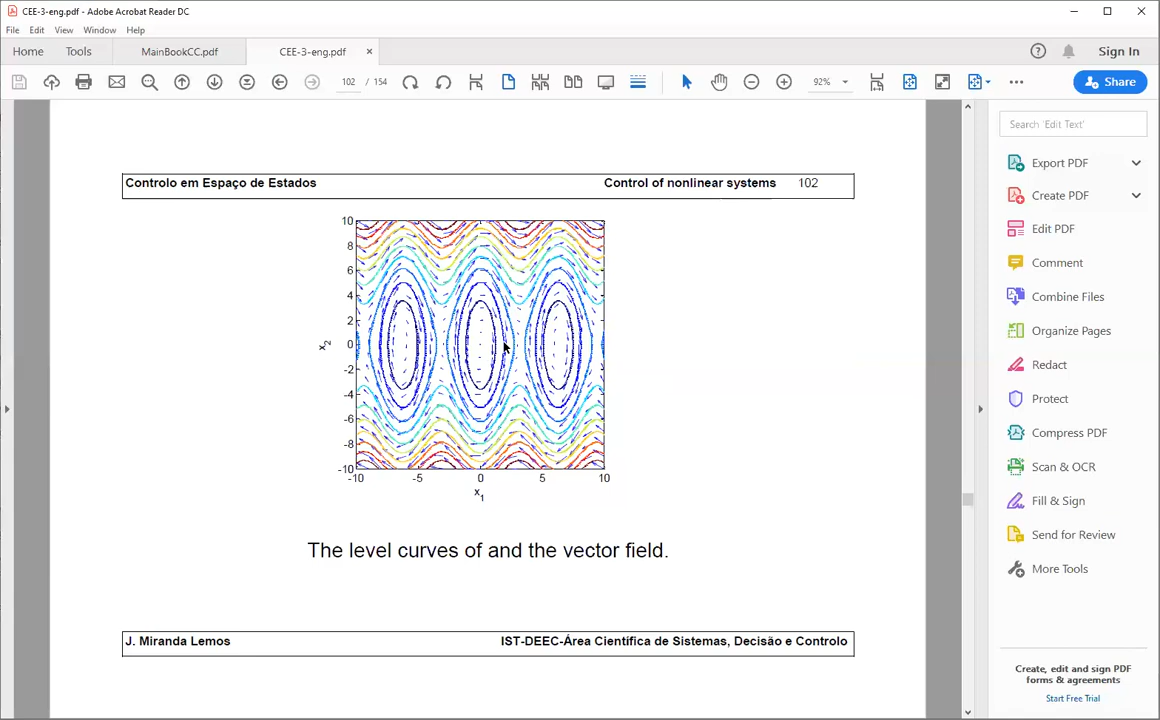 CEE-3-eng.pdf - Adobe Acrobat Reader DC
File Edit View Window Help
Home Tools MainBookCC.pdf CEE-3-eng.pdf × Sign In
102 / 154 92% Share
Search 'Edit Text'
Export PDF
Create PDF
Edit PDF
Comment
Combine Files
Organize Pages
Redact
Protect
Compress PDF
Scan & OCR
Fill & Sign
Send for Review
More Tools
Create, edit and sign PDF
forms & agreements
Start Free Trial
Controlo em Espaço de Estados Control of nonlinear systems 102
10
8
6
4
2
0
-2
-4
-6
-8
-10
x2
-10 -5 0 5 10
x1
The level curves of and the vector field.
J. Miranda Lemos IST-DEEC-Área Científica de Sistemas, Decisão e Controlo